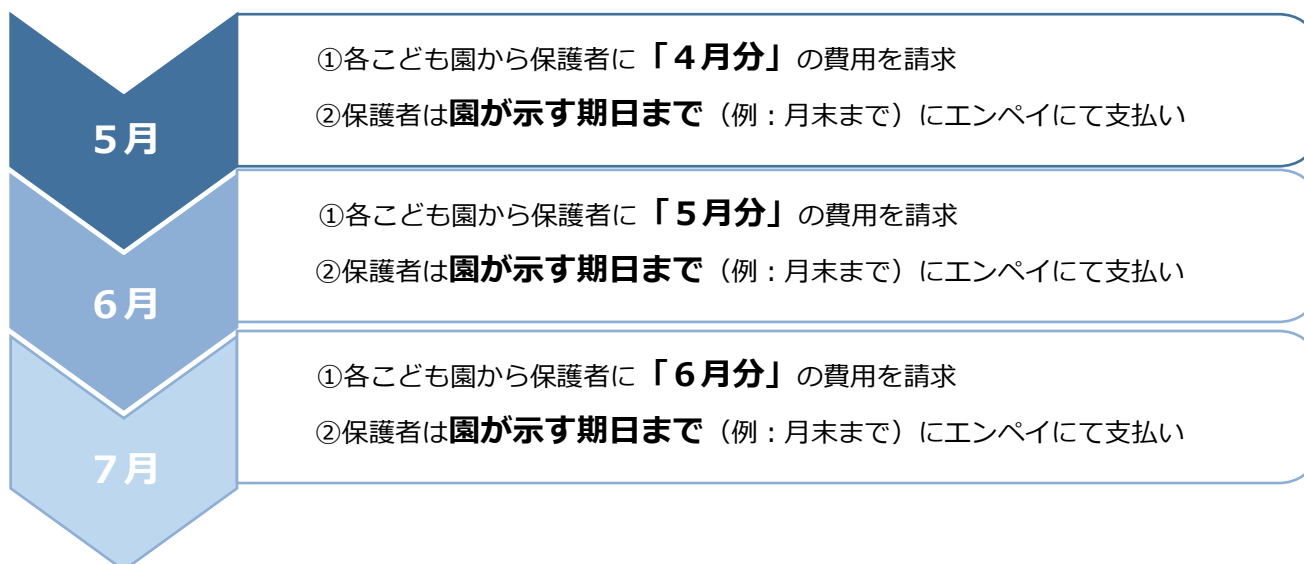 5月
①各こども園から保護者に「４月分」の費用を請求
②保護者は園が示す期日まで（例：月末まで）にエンペイにて支払い
6月
①各こども園から保護者に「５月分」の費用を請求
②保護者は園が示す期日まで（例：月末まで）にエンペイにて支払い
7月
①各こども園から保護者に「６月分」の費用を請求
②保護者は園が示す期日まで（例：月末まで）にエンペイにて支払い